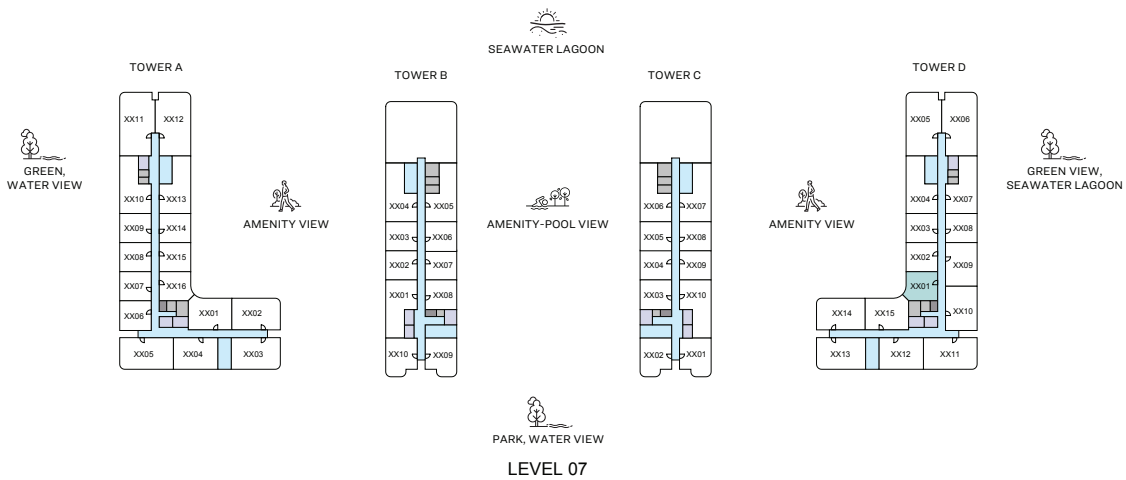 SEAWATER LAGOON
TOWER A
TOWER B
TOWER C
TOWER D
GREEN,
WATER VIEW
AMENITY VIEW
AMENITY-POOL VIEW
AMENITY VIEW
GREEN VIEW,
SEAWATER LAGOON
XX11 XX12
XX10 XX13
XX09 XX14
XX08 XX15
XX07 XX16
XX06 XX01 XX02
XX05 XX04 XX03
XX04 XX05
XX03 XX06
XX02 XX07
XX01 XX08
XX10 XX09
XX06 XX07
XX05 XX08
XX04 XX09
XX03 XX10
XX02 XX01
XX05 XX06
XX04 XX07
XX03 XX08
XX02 XX09
XX01
XX14 XX15 XX10
XX13 XX12 XX11
PARK, WATER VIEW
LEVEL 07